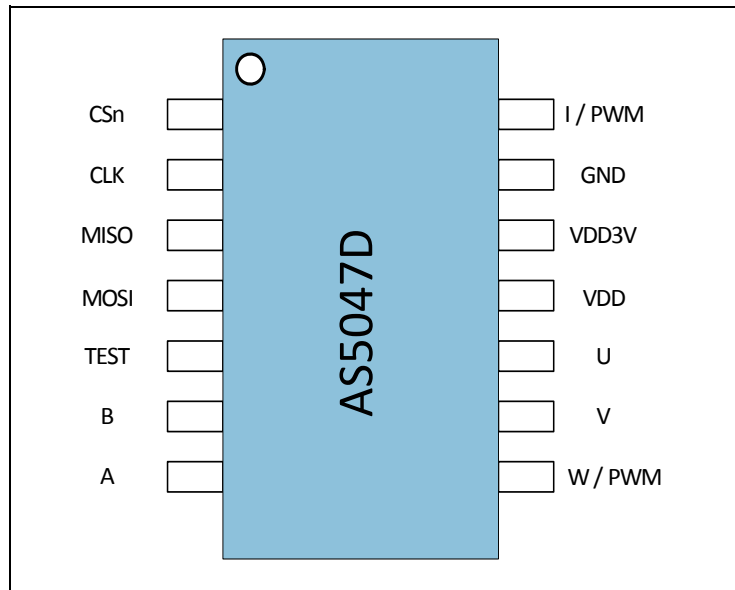 CSn
CLK
MISO
MOSI
TEST
B
A
AS5047D
I / PWM
GND
VDD3V
VDD
U
V
W / PWM